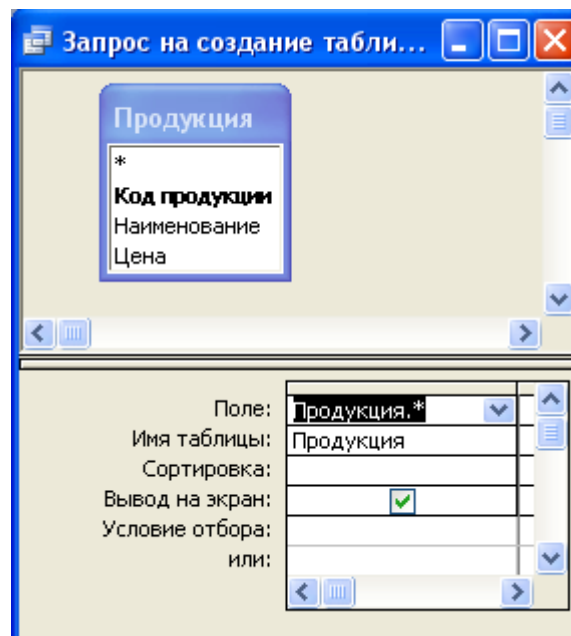 Запрос на создание табли...
Продукция
*
Код продукции
Наименование
Цена
Поле: Продукция.*
Имя таблицы: Продукция
Сортировка:
Вывод на экран:
Условие отбора:
или: